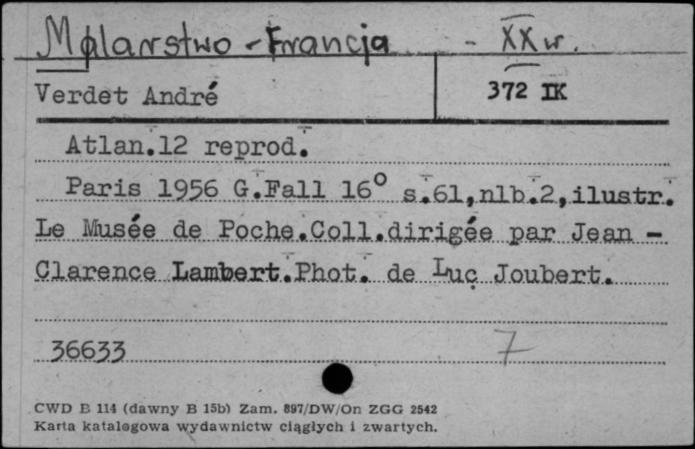 Malarstwo - Francja - XX w.
Verdet André 372 IK
Atlan.12 reprod.
Paris 1956 G.Fall 16° s.61,nlb.2,ilustr.
Le Musée de Poche.Coll.dirigée par Jean -
Clarence Lambert.Phot. de Luc Joubert.
36633 7
CWD B 114 (dawny B 15b) Zam. 897/DW/On ZGG 2542
Karta katalogowa wydawnictw ciągłych i zwartych.